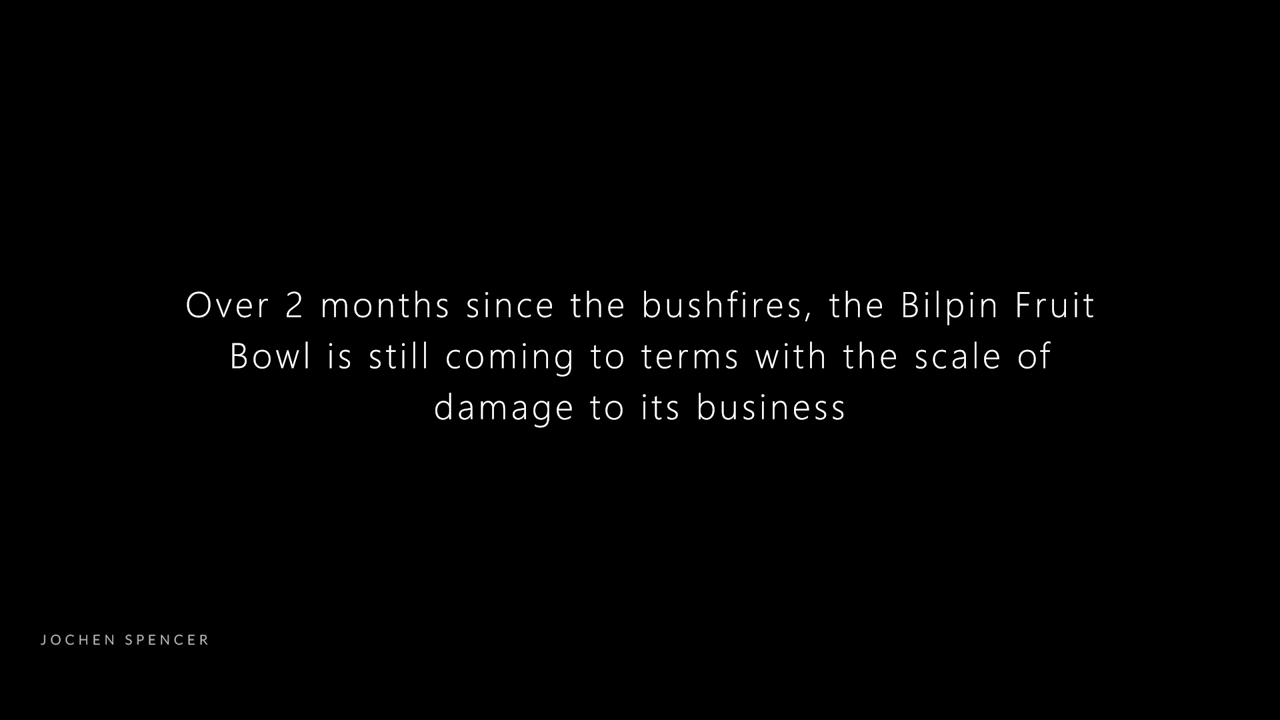 Over 2 months since the bushfires, the Bilpin Fruit
Bowl is still coming to terms with the scale of
damage to its business
JOCHEN SPENCER